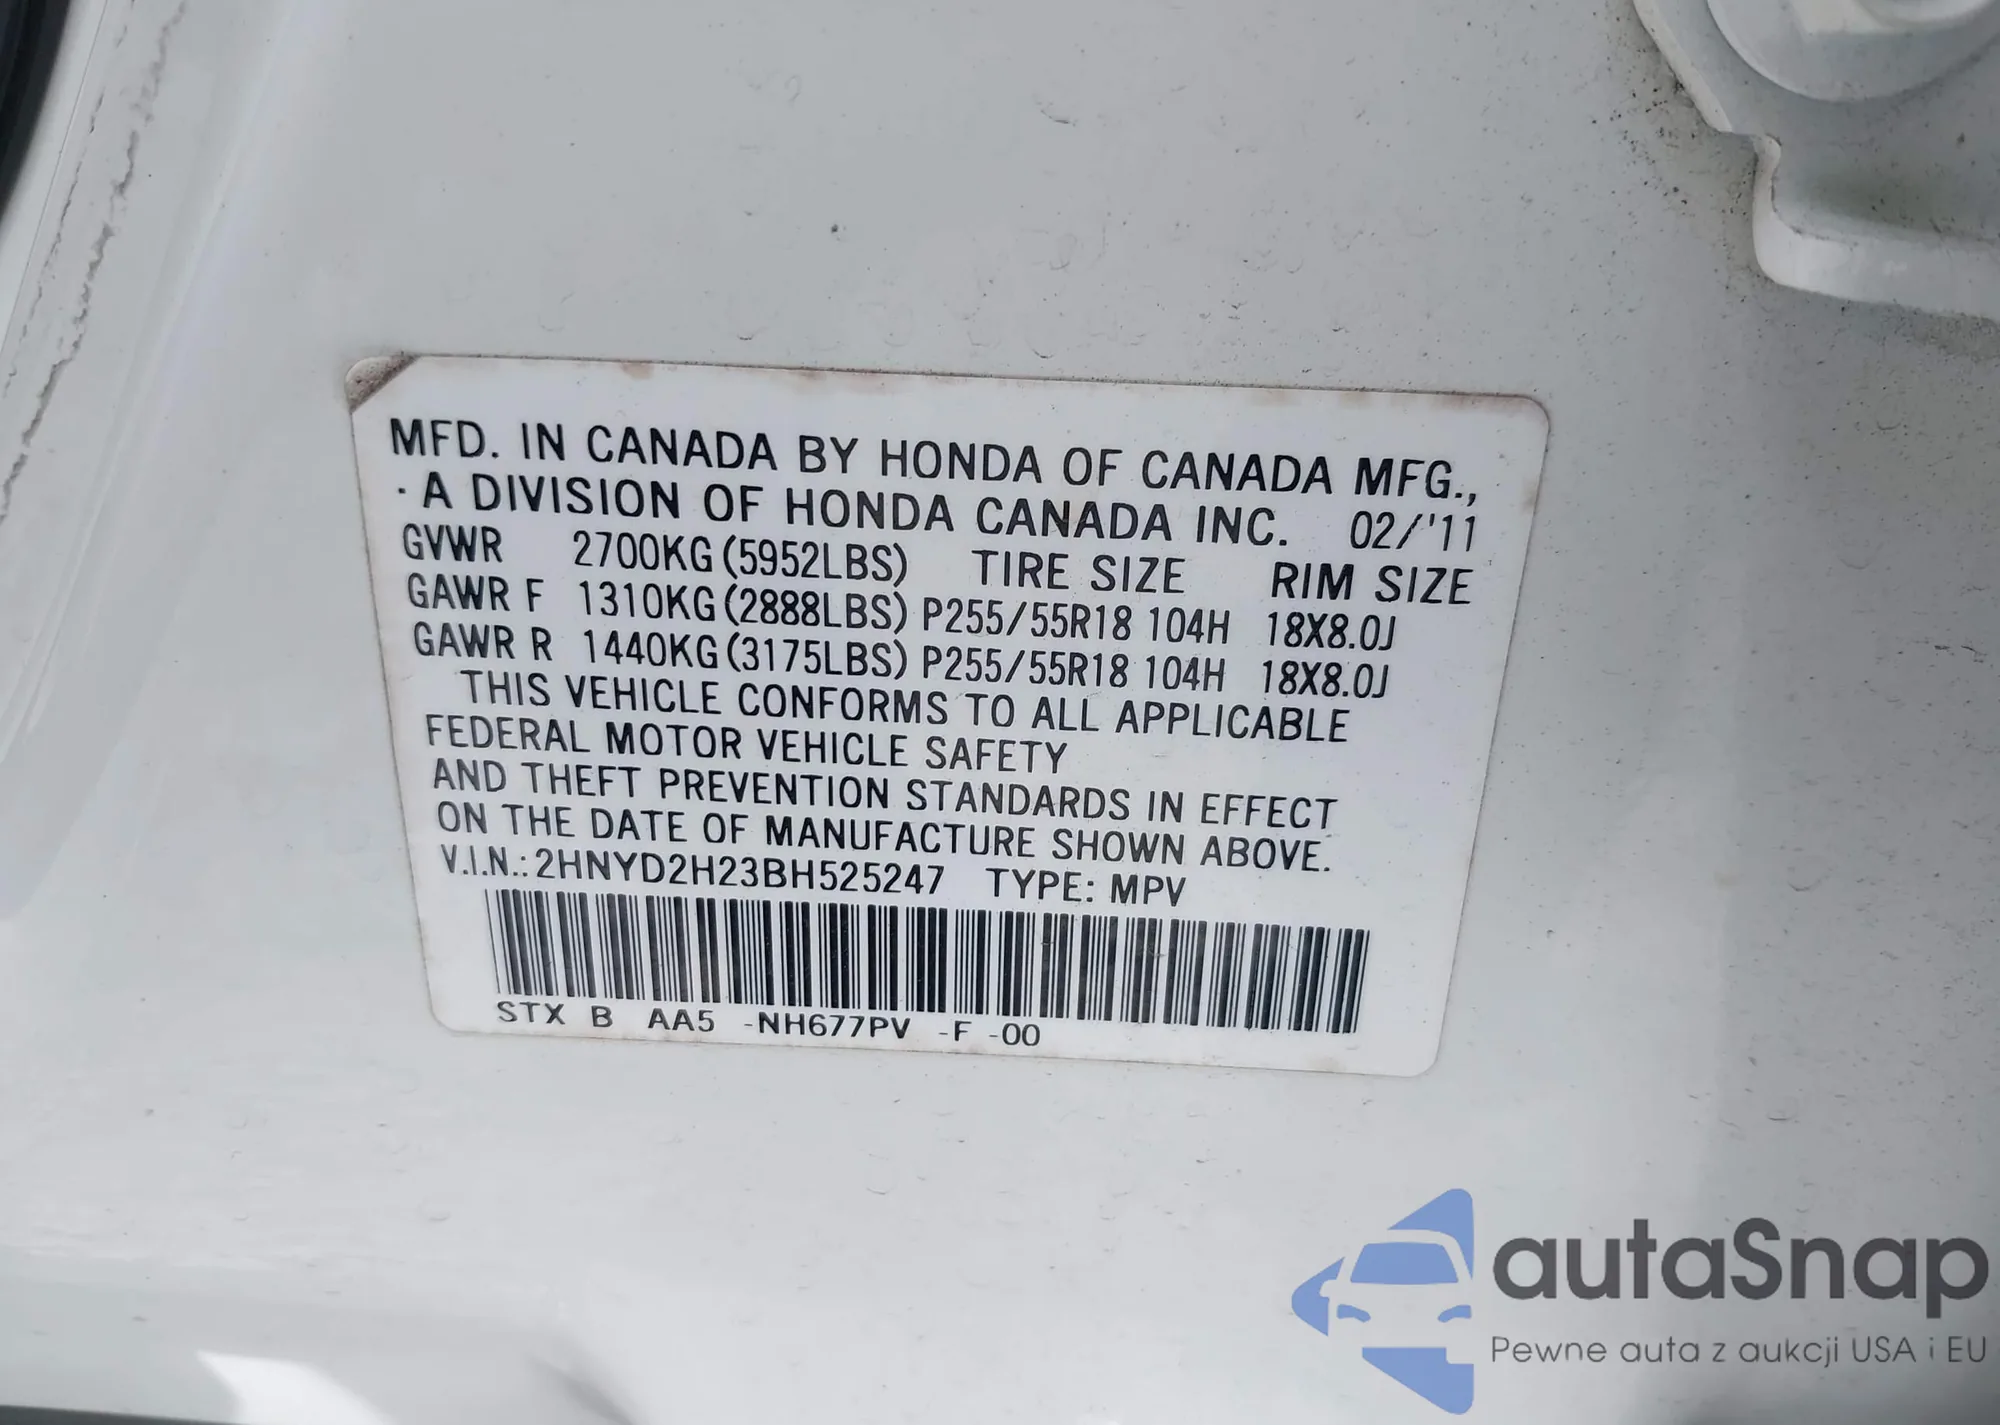 MFD. IN CANADA BY HONDA OF CANADA MFG.,
· A DIVISION OF HONDA CANADA INC. 02/'11
GVWR 2700KG (5952LBS) TIRE SIZE RIM SIZE
GAWR F 1310KG (2888LBS) P255/55R18 104H 18X8.0J
GAWR R 1440KG (3175LBS) P255/55R18 104H 18X8.0J
THIS VEHICLE CONFORMS TO ALL APPLICABLE
FEDERAL MOTOR VEHICLE SAFETY
AND THEFT PREVENTION STANDARDS IN EFFECT
ON THE DATE OF MANUFACTURE SHOWN ABOVE.
V.I.N.: 2HNYD2H23BH525247 TYPE: MPV
STX B AA5 -NH677PV -F -00
autaSnap
Pewne auta z aukcji USA i EU